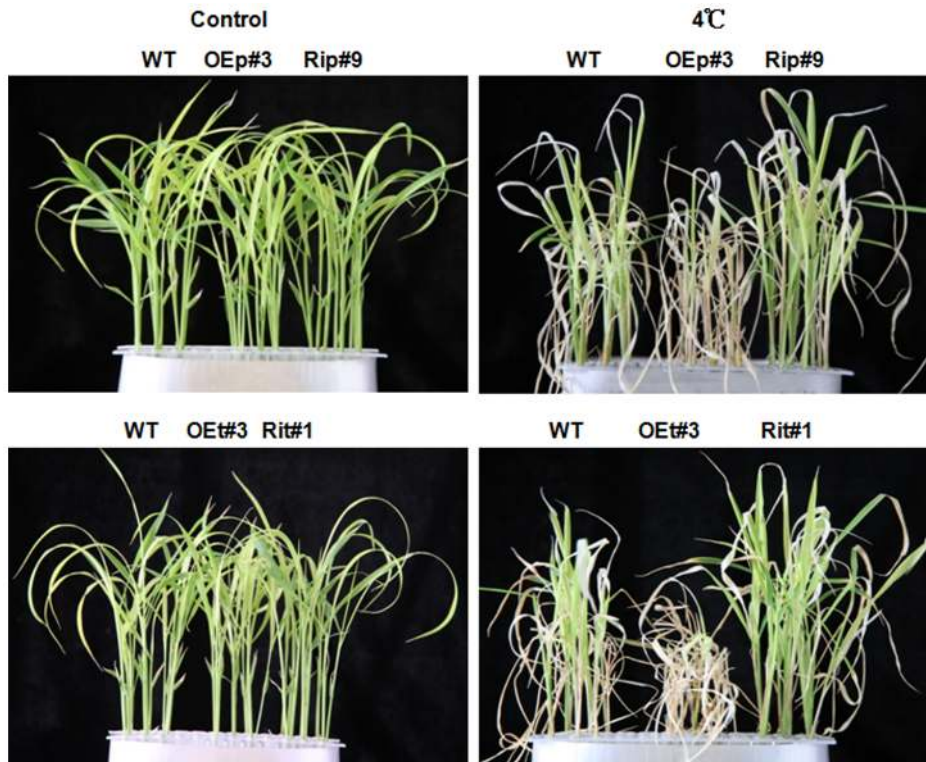 Control 4℃
WT OEp#3 Rip#9 WT OEp#3 Rip#9
WT OEt#3 Rit#1 WT OEt#3 Rit#1